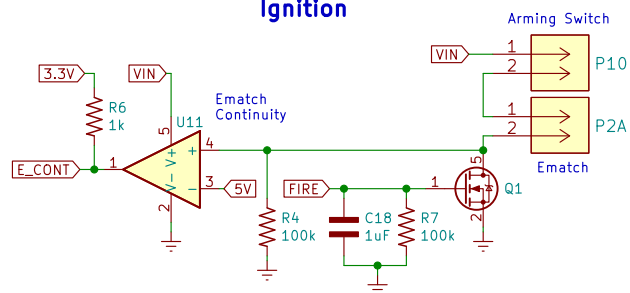 Ignition
Arming Switch
VIN
1
2
P10
3.3V
VIN
R6
1k
Ematch
Continuity
U11
5
V+
+
4
1
2
P2A
Ematch
E_CONT
1
V-
-
3
5V
2
FIRE
1
5
Q1
2
R4
100k
C18
1uF
R7
100k